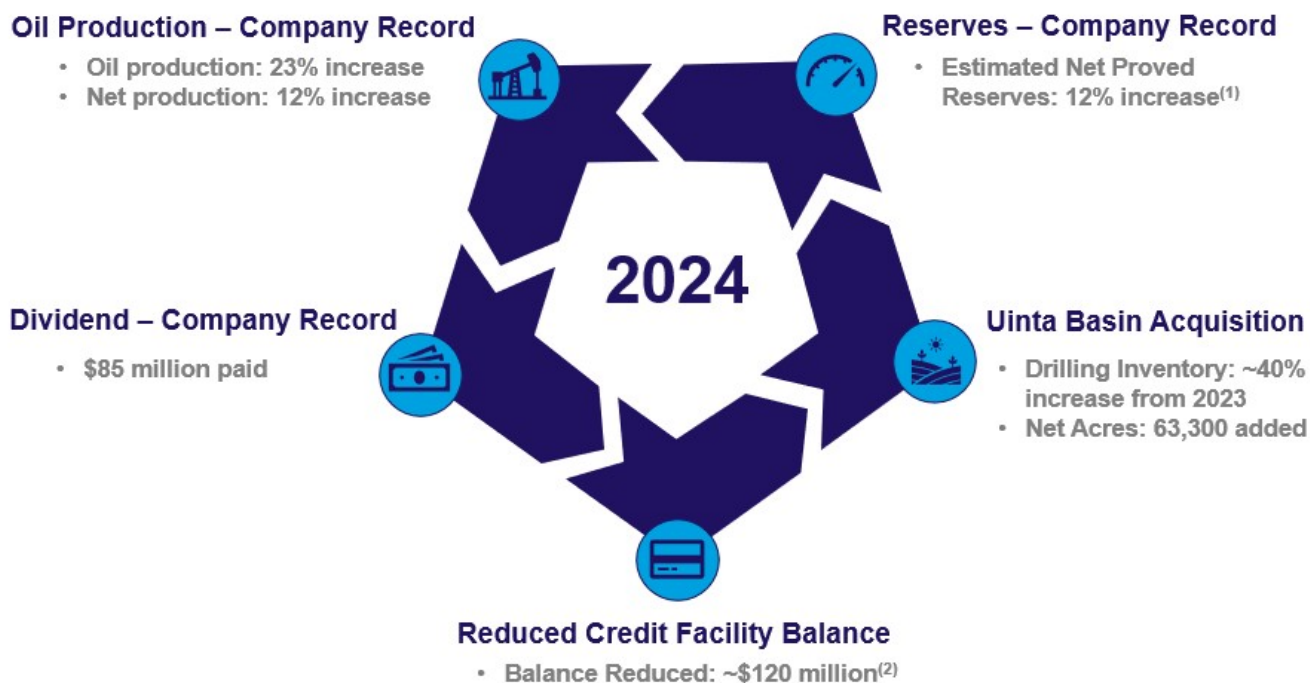 Oil Production – Company Record
• Oil production: 23% increase
• Net production: 12% increase
Reserves – Company Record
• Estimated Net Proved
Reserves: 12% increase(1)
2024
Dividend – Company Record
• $85 million paid
Uinta Basin Acquisition
• Drilling Inventory: ~40%
increase from 2023
• Net Acres: 63,300 added
Reduced Credit Facility Balance
• Balance Reduced: ~$120 million(2)